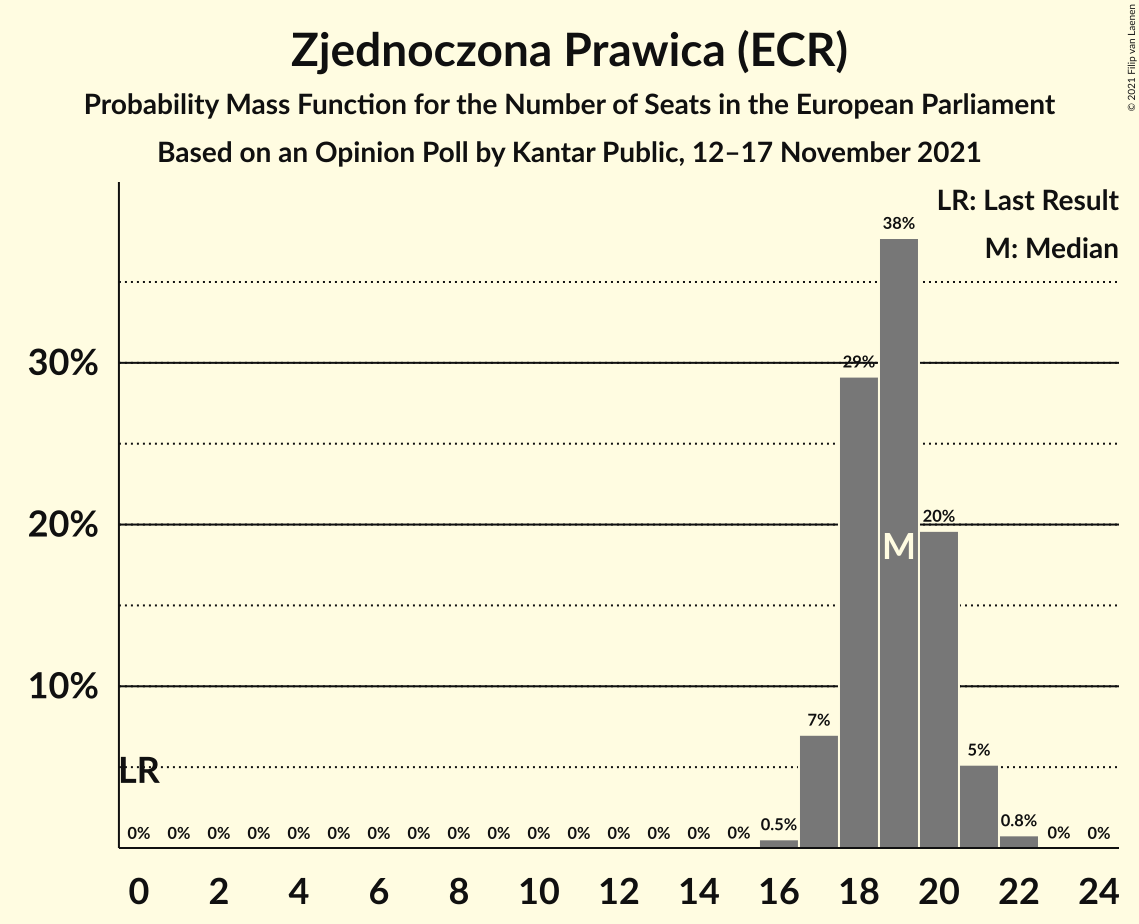 Zjednoczona Prawica (ECR)
Probability Mass Function for the Number of Seats in the European Parliament
Based on an Opinion Poll by Kantar Public, 12–17 November 2021
© 2021 Filip van Laenen
LR: Last Result
M: Median
38%
30%
29%
20%
20%
M
10%
7%
5%
LR
0% 0% 0% 0% 0% 0% 0% 0% 0% 0% 0% 0% 0% 0% 0% 0% 0.5% 0.8% 0% 0%
0 2 4 6 8 10 12 14 16 18 20 22 24